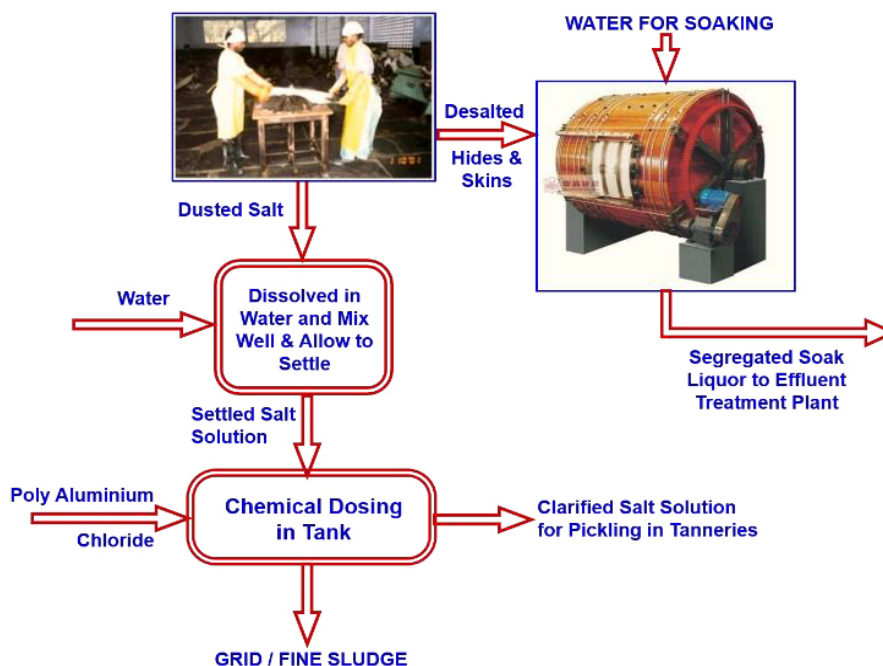 WATER FOR SOAKING
Desalted
Hides &
Skins
Dusted Salt
Water
Dissolved in
Water and Mix
Well & Allow to
Settle
Segregated Soak
Liquor to Effluent
Treatment Plant
Settled Salt
Solution
Poly Aluminium
Chloride
Chemical Dosing
in Tank
Clarified Salt Solution
for Pickling in Tanneries
GRID / FINE SLUDGE